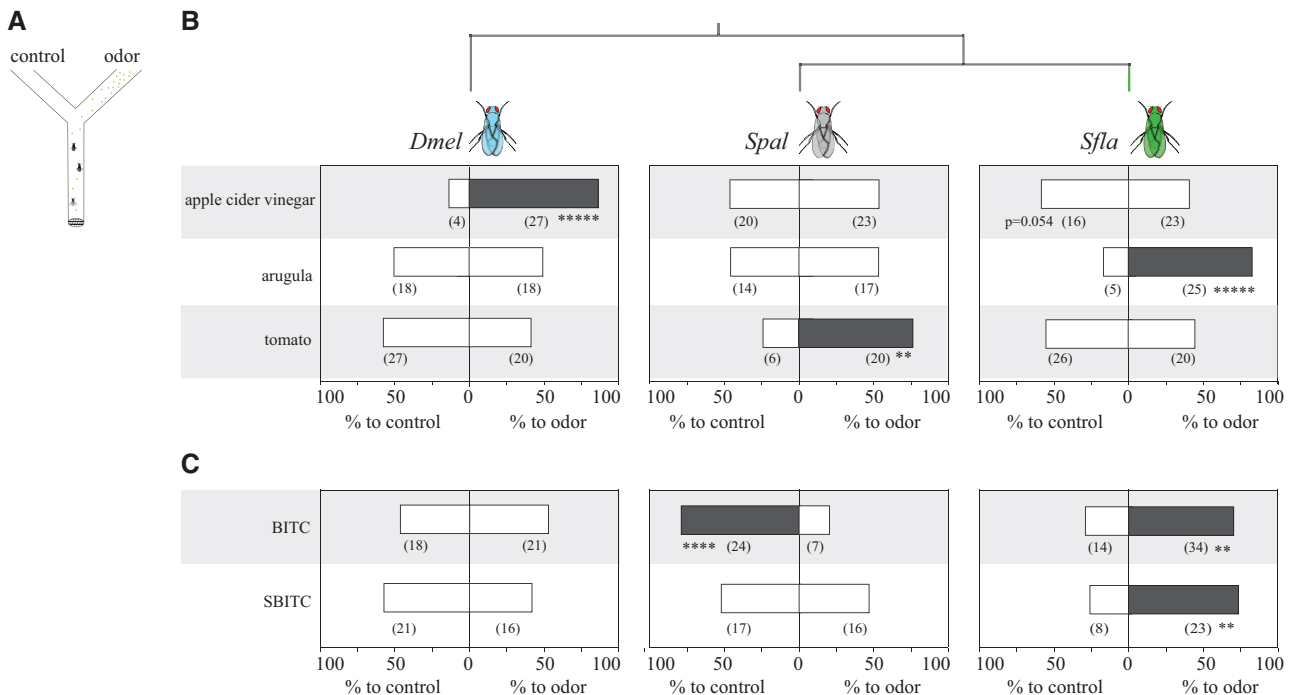 A
B
control odor
Dmel Spal Sfla
apple cider vinegar
(4) (27) *****
(20) (23)
p=0.054 (16) (23)
arugula
(18) (18)
(14) (17)
(5) (25) *****
tomato
(27) (20)
(6) (20) **
(26) (20)
100 50 0 50 100
100 50 0 50 100
100 50 0 50 100
% to control % to odor
% to control % to odor
% to control % to odor
C
BITC
(18) (21)
**** (24) (7)
(14) (34) **
SBITC
(21) (16)
(17) (16)
(8) (23) **
100 50 0 50 100
100 50 0 50 100
100 50 0 50 100
% to control % to odor
% to control % to odor
% to control % to odor